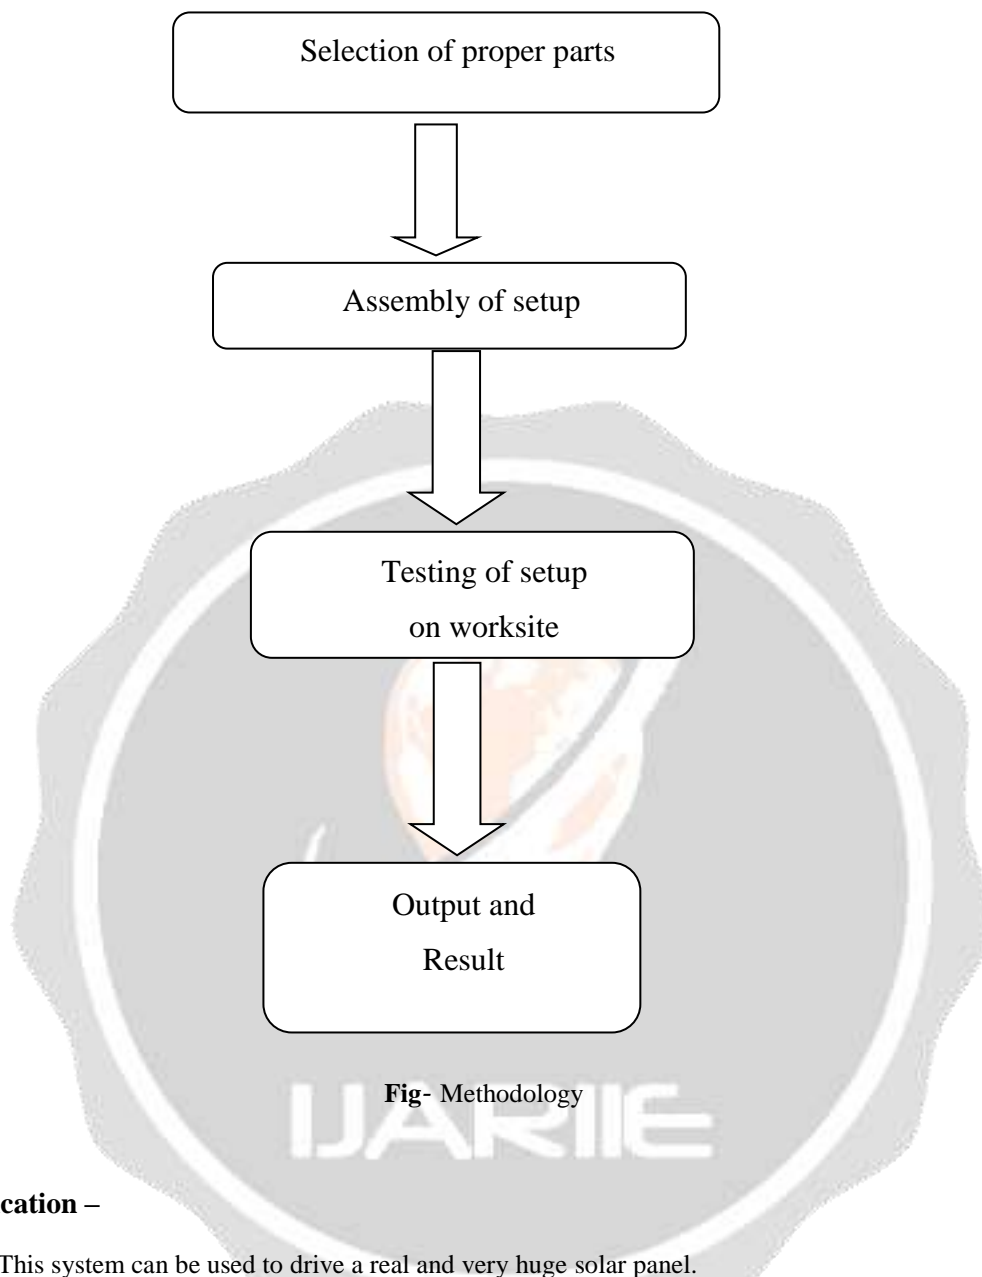 Selection of proper parts
Assembly of setup
Testing of setup
on worksite
Output and
Result
Fig- Methodology
IJARIIE
cation –
This system can be used to drive a real and very huge solar panel.